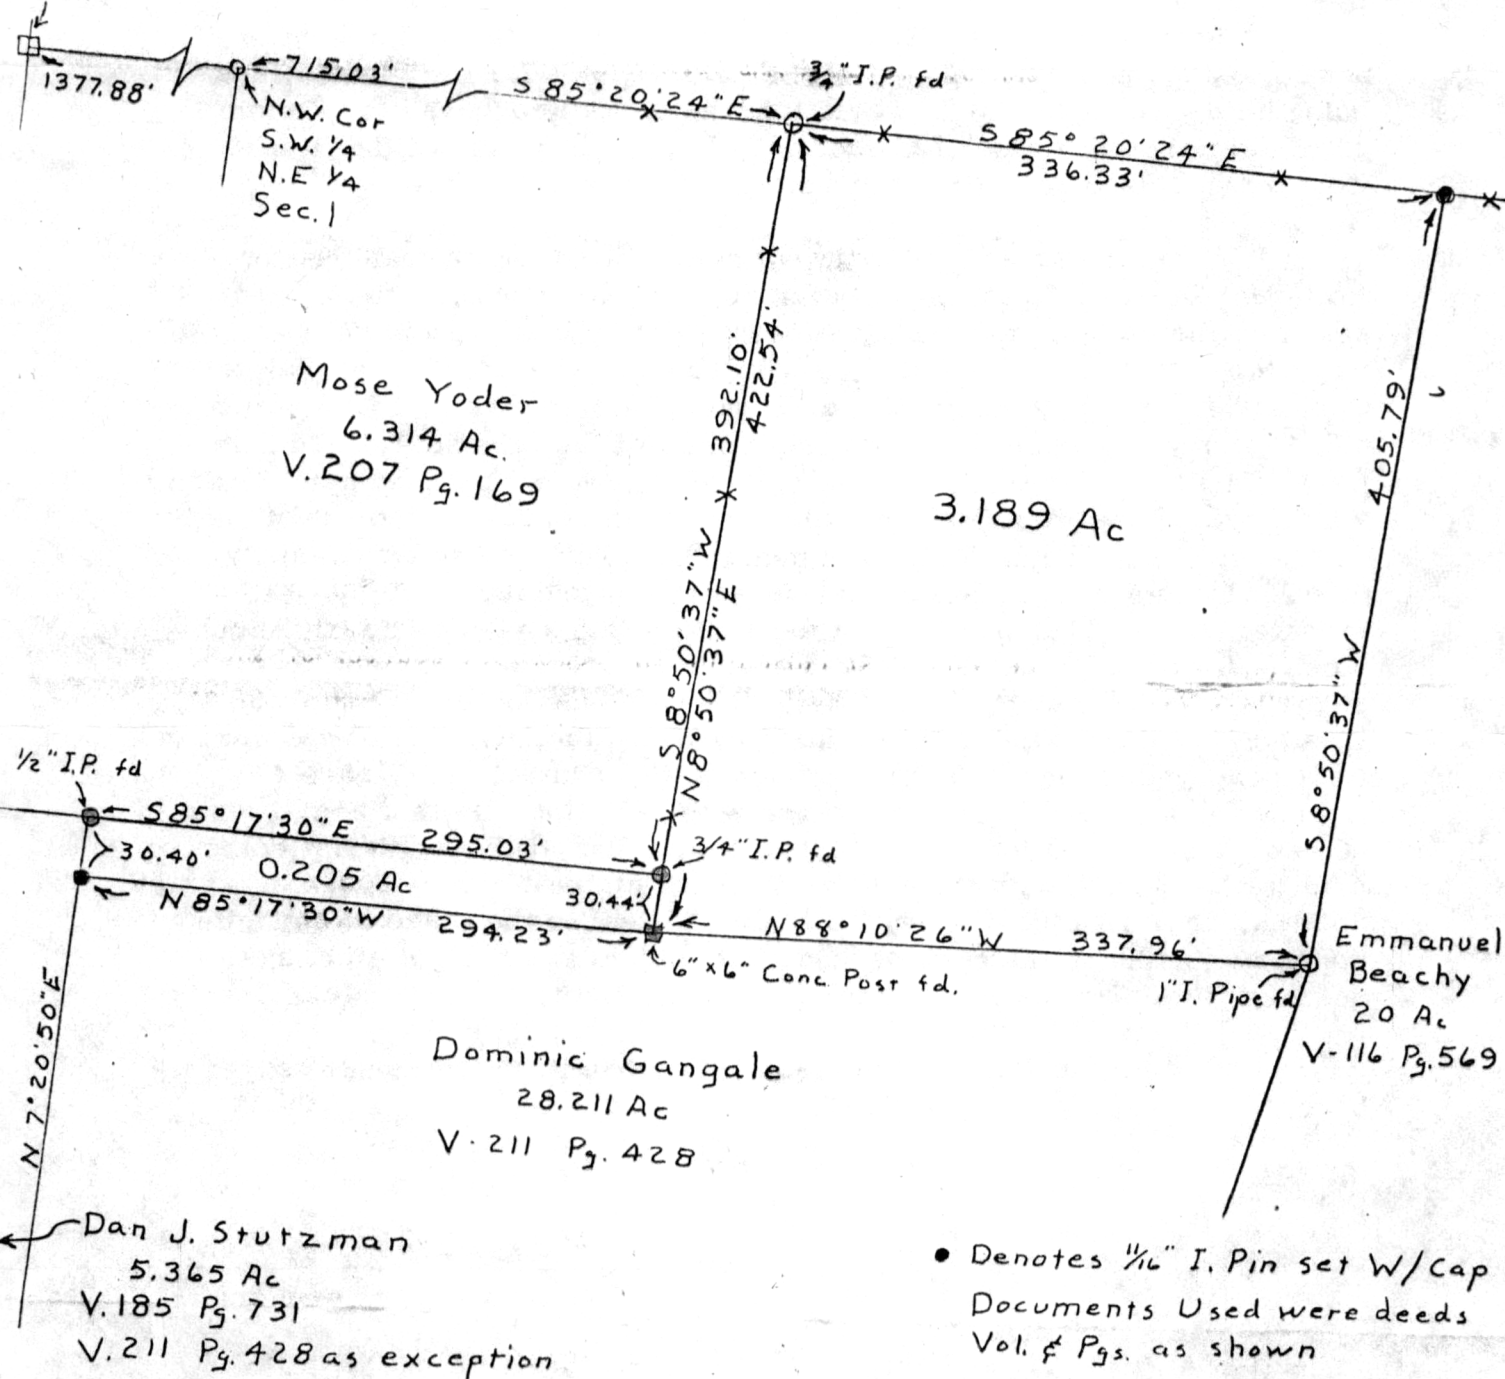 1377.88'
715.03'
N.W. Cor
S.W. 1/4
N.E 1/4
Sec. 1
S 85° 20' 24" E
3/4" I.P. fd
S 85° 20' 24" E
336.33'
Mose Yoder
6.314 Ac.
V. 207 Pg. 169
392.10'
422.54'
S 8° 50' 37" W
N 8° 50' 37" E
3.189 Ac
405.79'
S 8° 50' 37" W
1/2" I.P. fd
S 85° 17' 30" E 295.03'
30.40'
0.205 Ac
3/4" I.P. fd
30.44'
N 85° 17' 30" W 294.23'
N 88° 10' 26" W 337.96'
6" x 6" Conc Post fd.
1" I. Pipe fd
Emmanuel
Beachy
20 Ac
V-116 Pg. 569
N 7° 20' 50" E
Dominic Gangale
28.211 Ac
V. 211 Pg. 428
Dan J. Stutzman
5.365 Ac
V. 185 Pg. 731
V. 211 Pg. 428 as exception
● Denotes 11/16" I. Pin set W/Cap
Documents Used were deeds
Vol. & Pgs. as shown